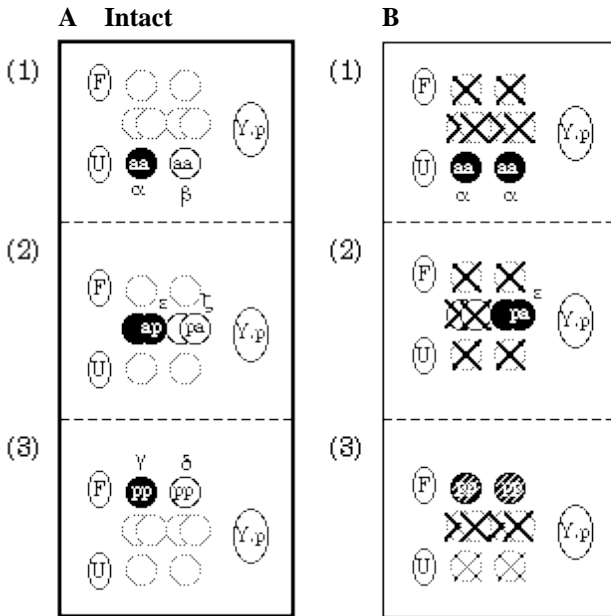 A Intact B
(1) (1)
F F
Y.p Y.p
U aa aa U aa aa
α β α α
(2) (2)
F F
ε ζ ε
ap pa Y.p pa Y.p
U U
(3) (3)
γ δ
F pp pp F pp pp
Y.p Y.p
U U